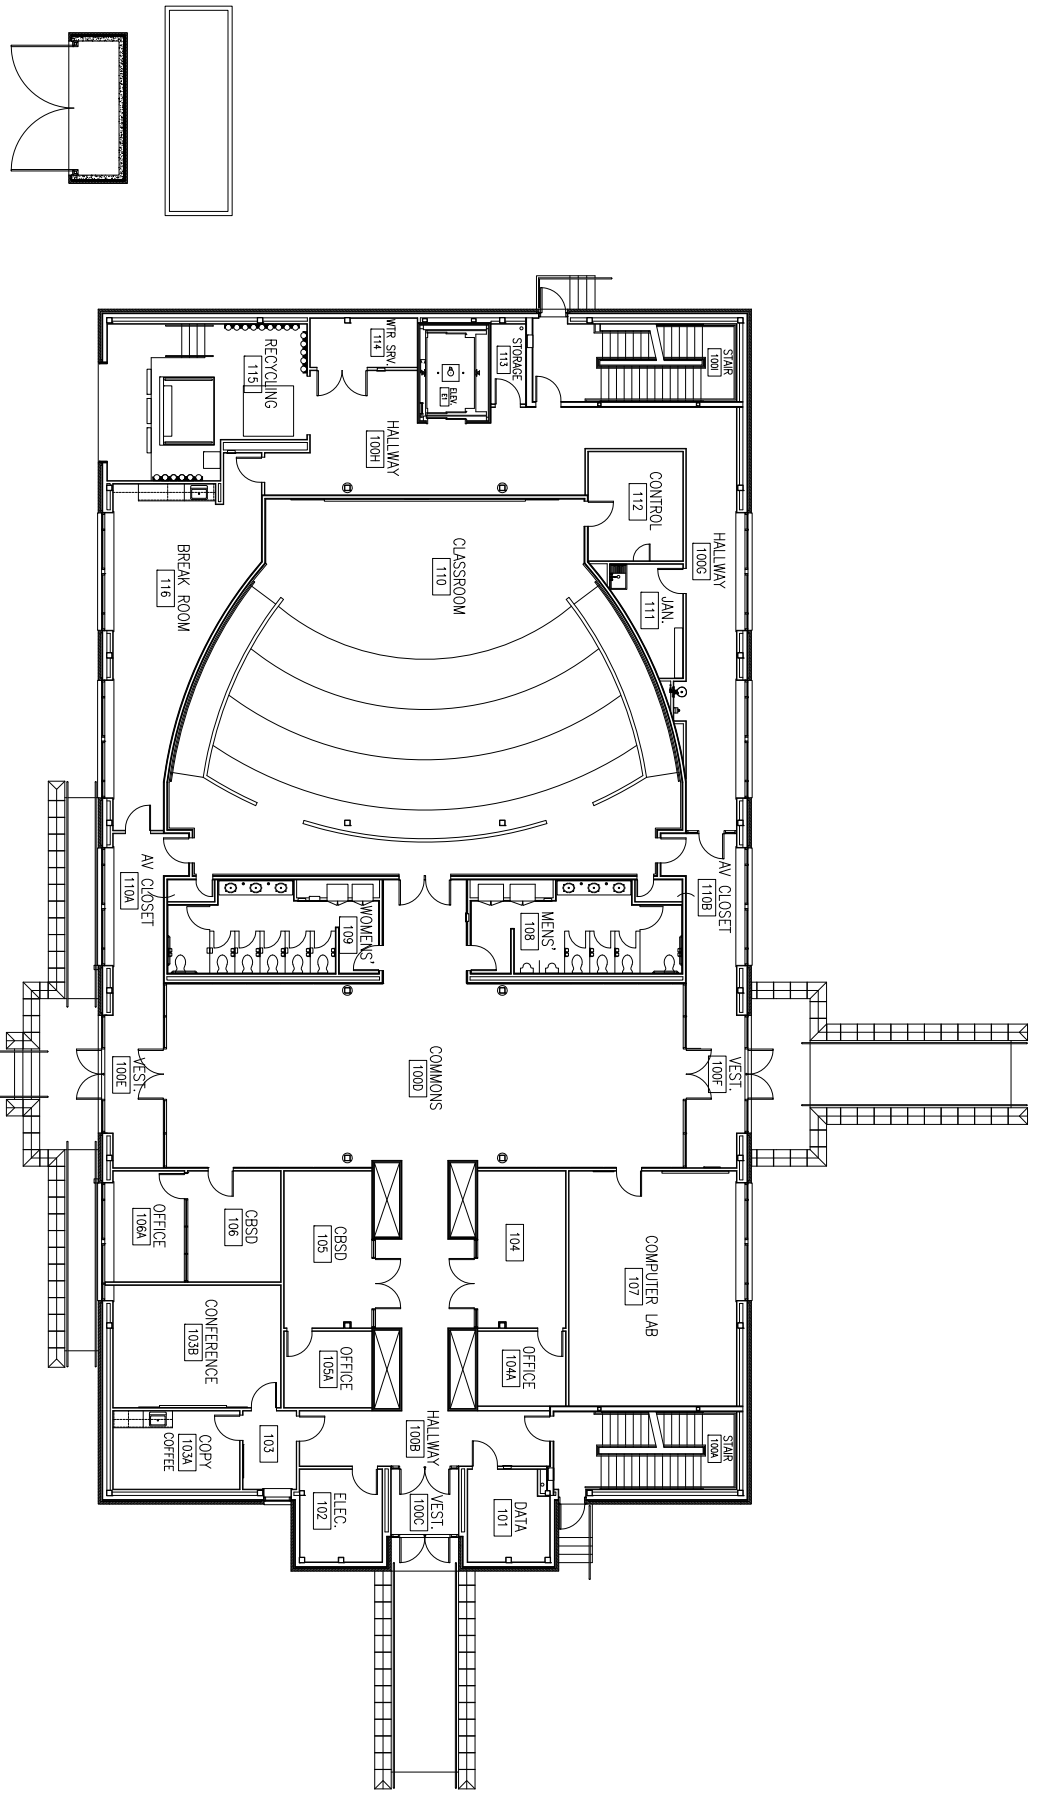 STAIR
100I
STORAGE
113
ELEV.
E1
WTR SRV.
114
RECYCLING
115
HALLWAY
100H
CONTROL
112
HALLWAY
100G
JAN.
111
CLASSROOM
110
BREAK ROOM
116
AV CLOSET
110B
AV CLOSET
110A
MENS'
108
WOMENS'
109
VEST.
100F
COMMONS
100D
VEST.
100E
COMPUTER LAB
107
104
CBSD
105
CBSD
106
OFFICE
106A
OFFICE
104A
OFFICE
105A
CONFERENCE
103B
STAIR
100A
HALLWAY
100B
103
COPY
103A
COFFEE
DATA
101
VEST.
100C
ELEC.
102